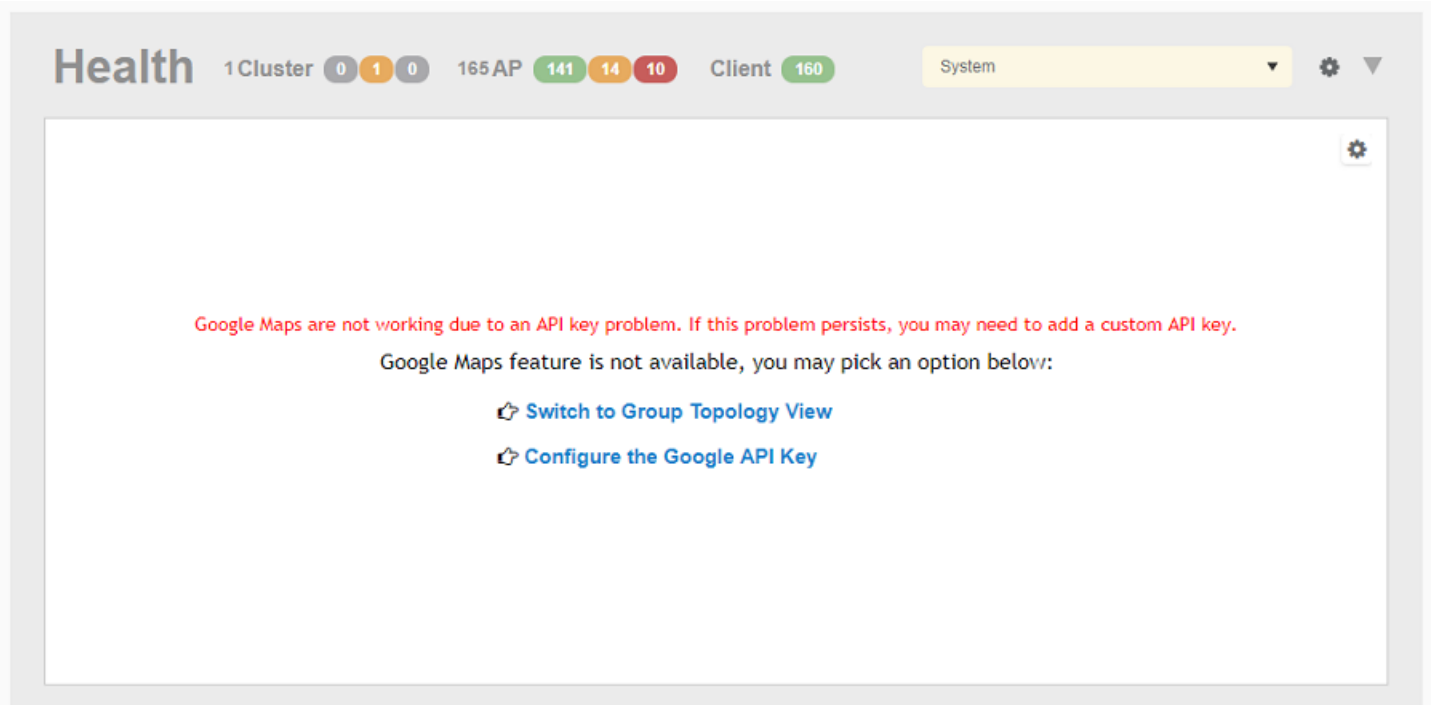 Health 1 Cluster 0 1 0 165 AP 141 14 10 Client 160 System
Google Maps are not working due to an API key problem. If this problem persists, you may need to add a custom API key.
Google Maps feature is not available, you may pick an option below:
Switch to Group Topology View
Configure the Google API Key